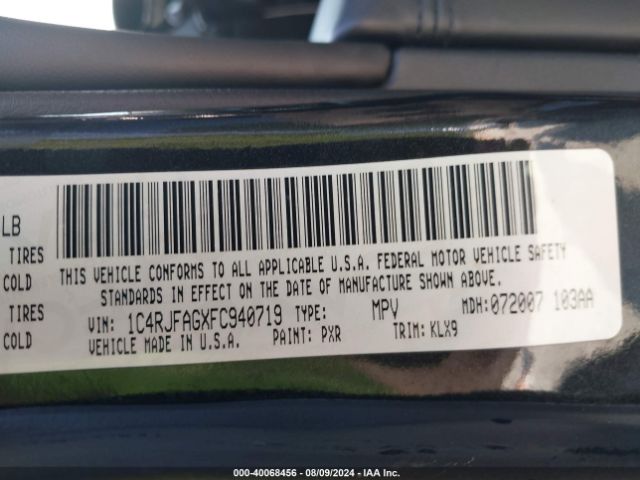 LB
TIRES
COLD
TIRES
COLD
THIS VEHICLE CONFORMS TO ALL APPLICABLE U.S.A. FEDERAL MOTOR VEHICLE SAFETY
STANDARDS IN EFFECT ON THE DATE OF MANUFACTURE SHOWN ABOVE.
VIN: 1C4RJFAGXFC940719 TYPE: MPV MDH: 072007 103AA
VEHICLE MADE IN U.S.A. PAINT: PXR TRIM: KLX9
000-40068456 - 08/09/2024 - IAAI.com